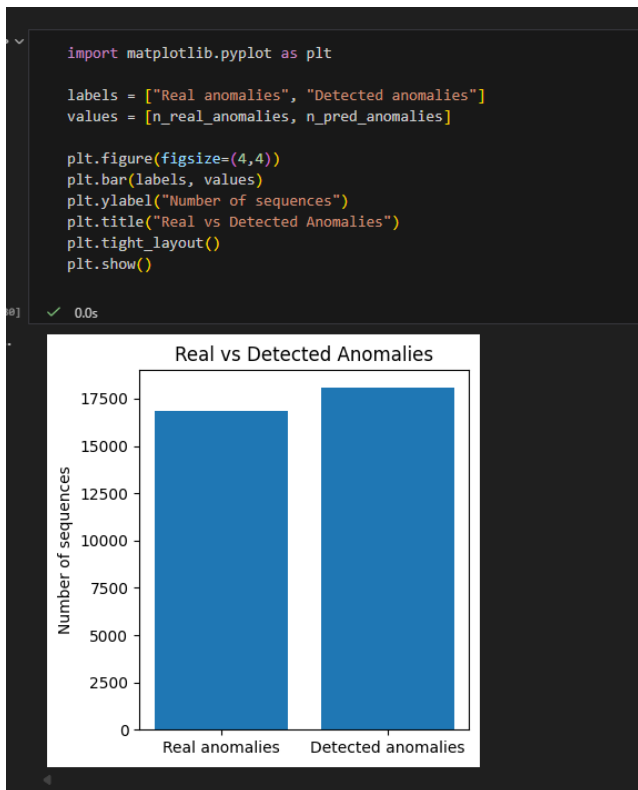 import matplotlib.pyplot as plt
labels = ["Real anomalies", "Detected anomalies"]
values = [n_real_anomalies, n_pred_anomalies]
plt.figure(figsize=(4,4))
plt.bar(labels, values)
plt.ylabel("Number of sequences")
plt.title("Real vs Detected Anomalies")
plt.tight_layout()
plt.show()
0.0s
Real vs Detected Anomalies
Number of sequences
17500
15000
12500
10000
7500
5000
2500
0
Real anomalies Detected anomalies